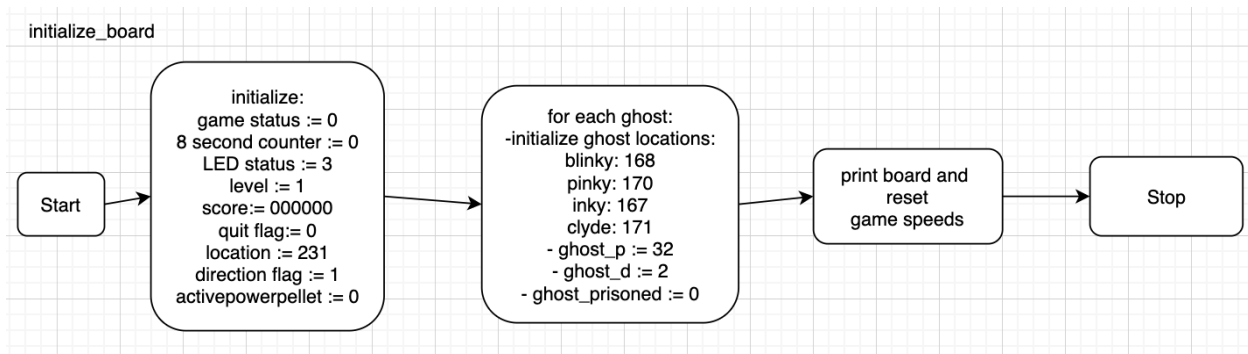 initialize_board
Start
initialize:
game status := 0
8 second counter := 0
LED status := 3
level := 1
score:= 000000
quit flag:= 0
location := 231
direction flag := 1
activepowerpellet := 0
for each ghost:
-initialize ghost locations:
blinky: 168
pinky: 170
inky: 167
clyde: 171
- ghost_p := 32
- ghost_d := 2
- ghost_prisoned := 0
print board and
reset
game speeds
Stop